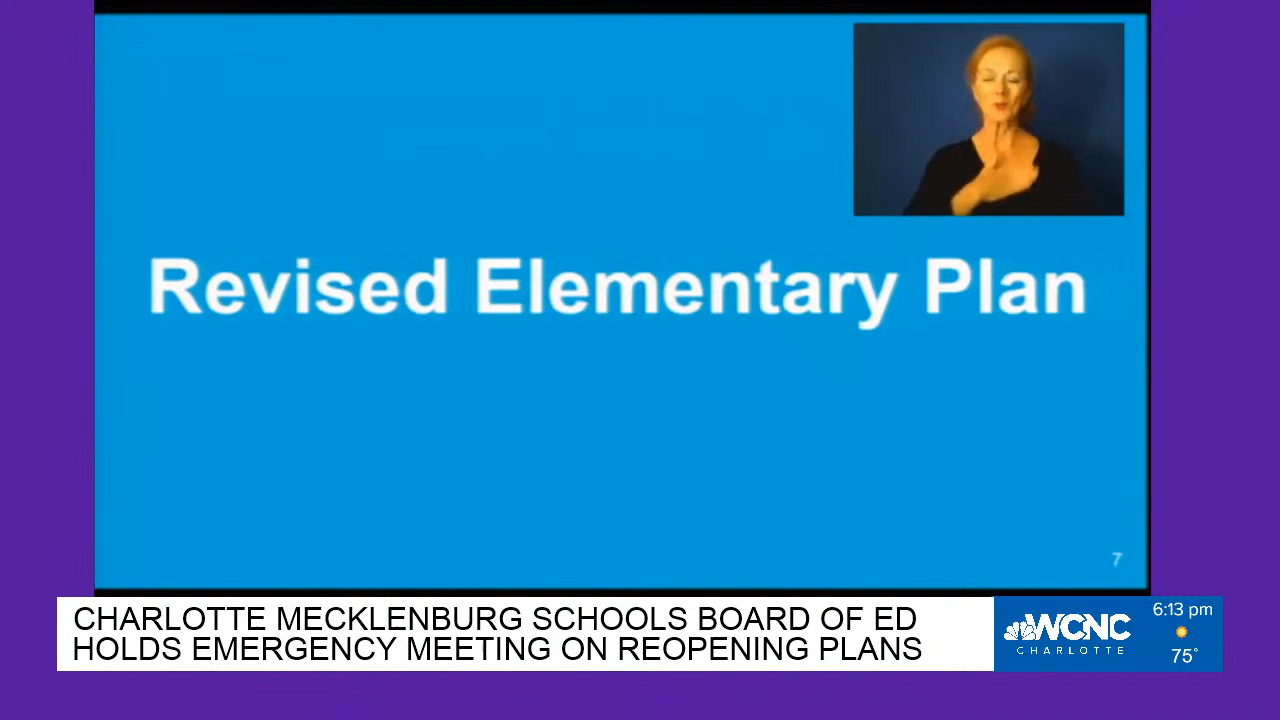 Revised Elementary Plan
7
CHARLOTTE MECKLENBURG SCHOOLS BOARD OF ED
HOLDS EMERGENCY MEETING ON REOPENING PLANS
WCNC
CHARLOTTE
6:13 pm
75°